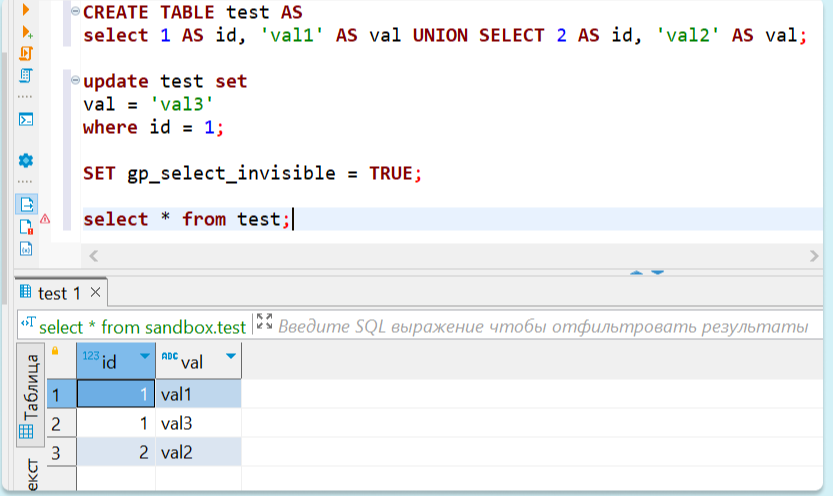 CREATE TABLE test AS
select 1 AS id, 'val1' AS val UNION SELECT 2 AS id, 'val2' AS val;
update test set
val = 'val3'
where id = 1;
SET gp_select_invisible = TRUE;
select * from test;
test 1
select * from sandbox.test Введите SQL выражение чтобы отфильтровать результаты
Таблица
екст
123 id ABC val
1 1 val1
2 1 val3
3 2 val2